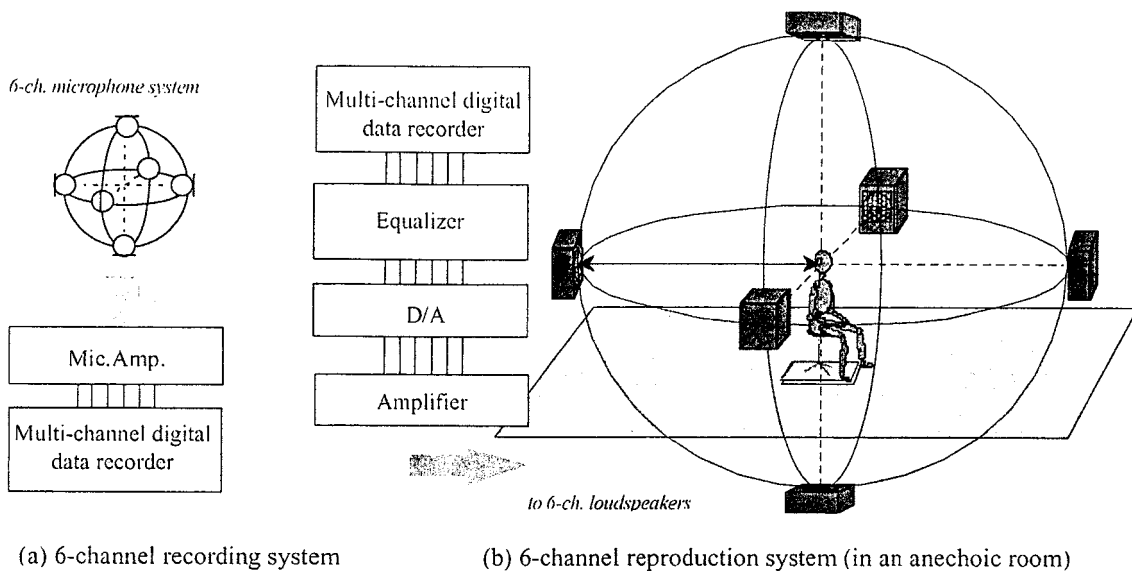 6-ch. microphone system
Mic.Amp.
Multi-channel digital
data recorder
(a) 6-channel recording system
Multi-channel digital
data recorder
Equalizer
D/A
Amplifier
to 6-ch. loudspeakers
(b) 6-channel reproduction system (in an anechoic room)